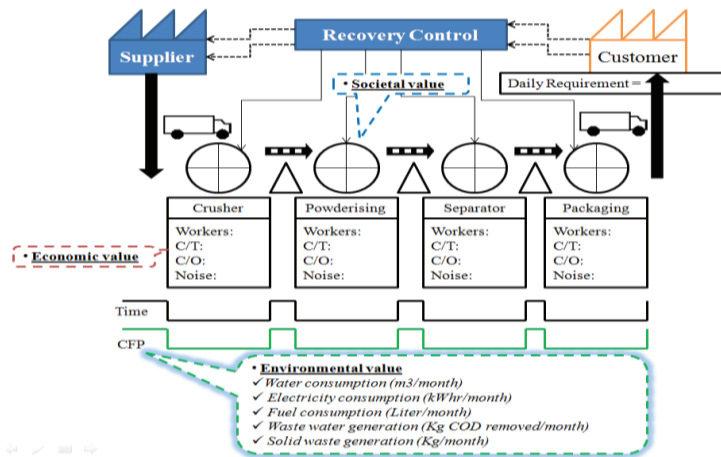 Recovery Control
Supplier
Customer
Daily Requirement =
• Societal value
Crusher
Workers:
C/T:
C/O:
Noise:
Powderising
Workers:
C/T:
C/O:
Noise:
Separator
Workers:
C/T:
C/O:
Noise:
Packaging
Workers:
C/T:
C/O:
Noise:
• Economic value
Time
CFP
• Environmental value
✓ Water consumption (m3/month)
✓ Electricity consumption (kWhr/month)
✓ Fuel consumption (Liter/month)
✓ Waste water generation (Kg COD removed/month)
✓ Solid waste generation (Kg/month)